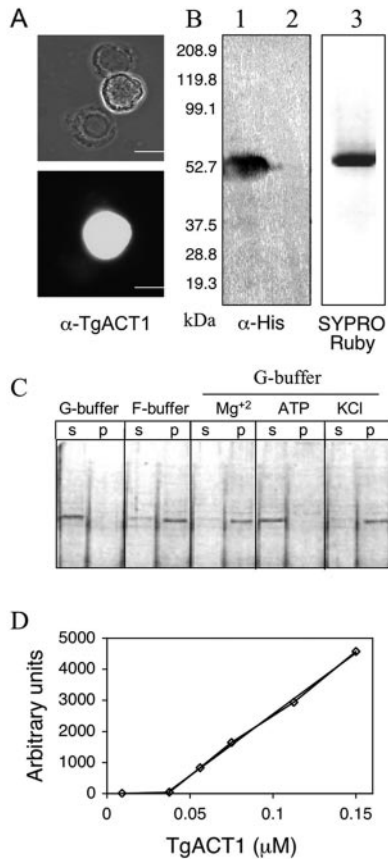 A
α-TgACT1
B
1 2 3
208.9
119.8
99.1
52.7
37.5
28.8
19.3
kDa
α-His
SYPRO
Ruby
C
G-buffer
G-buffer F-buffer Mg+2 ATP KCl
s p s p s p s p s p
D
Arbitrary units
5000
4000
3000
2000
1000
0
0 0.05 0.1 0.15
TgACT1 (μM)